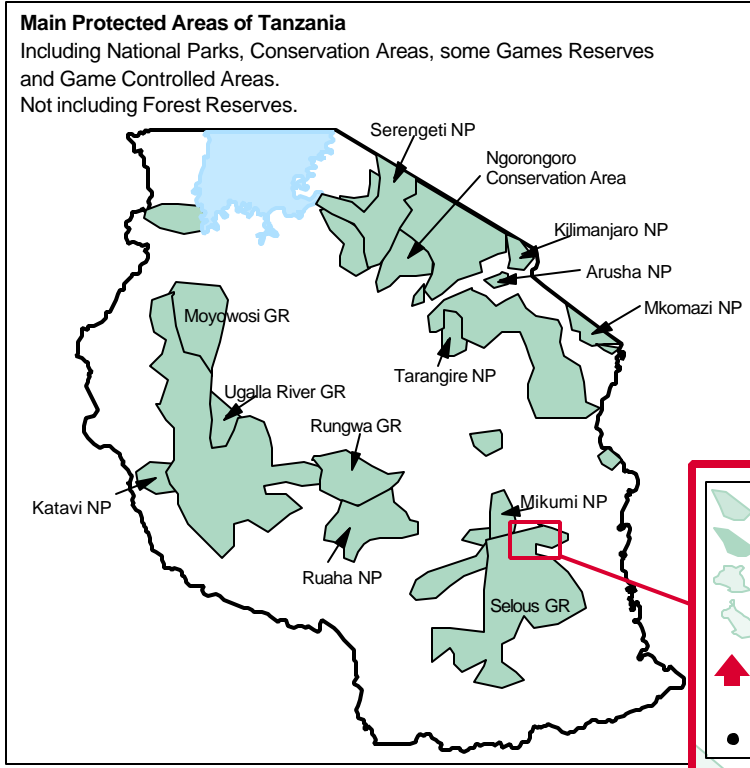 Main Protected Areas of Tanzania
Including National Parks, Conservation Areas, some Games Reserves
and Game Controlled Areas.
Not including Forest Reserves.
Serengeti NP
Ngorongoro
Conservation Area
Kilimanjaro NP
Arusha NP
Mkomazi NP
Moyowosi GR
Tarangire NP
Ugalla River GR
Rungwa GR
Katavi NP
Mikumi NP
Ruaha NP
Selous GR